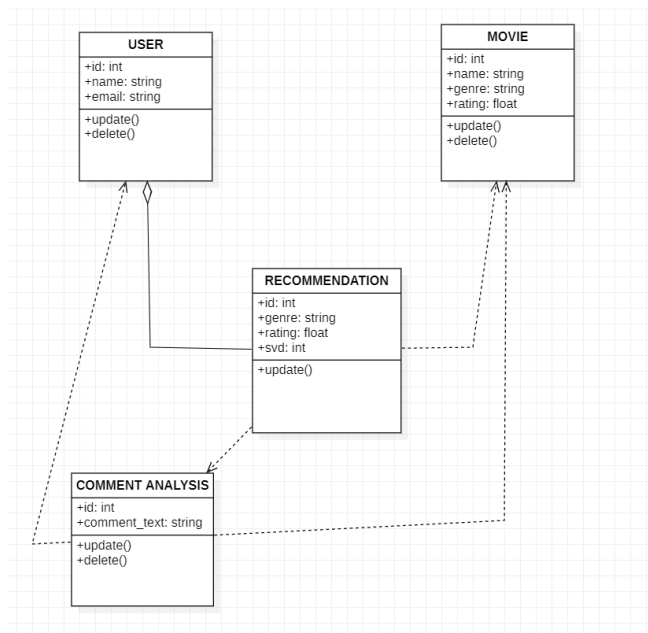 USER
+id: int
+name: string
+email: string
+update()
+delete()
MOVIE
+id: int
+name: string
+genre: string
+rating: float
+update()
+delete()
RECOMMENDATION
+id: int
+genre: string
+rating: float
+svd: int
+update()
COMMENT ANALYSIS
+id: int
+comment_text: string
+update()
+delete()